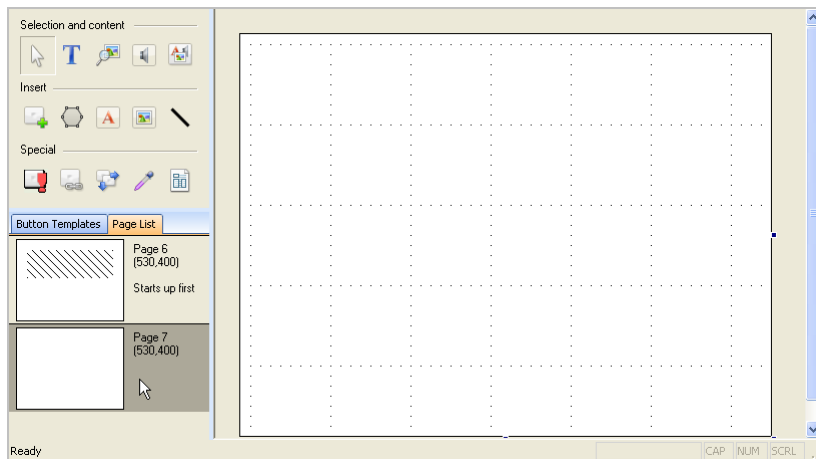 Selection and content
T
Insert
A
Special
Button Templates Page List
Page 6
(530,400)
Starts up first
Page 7
(530,400)
Ready CAP NUM SCRL